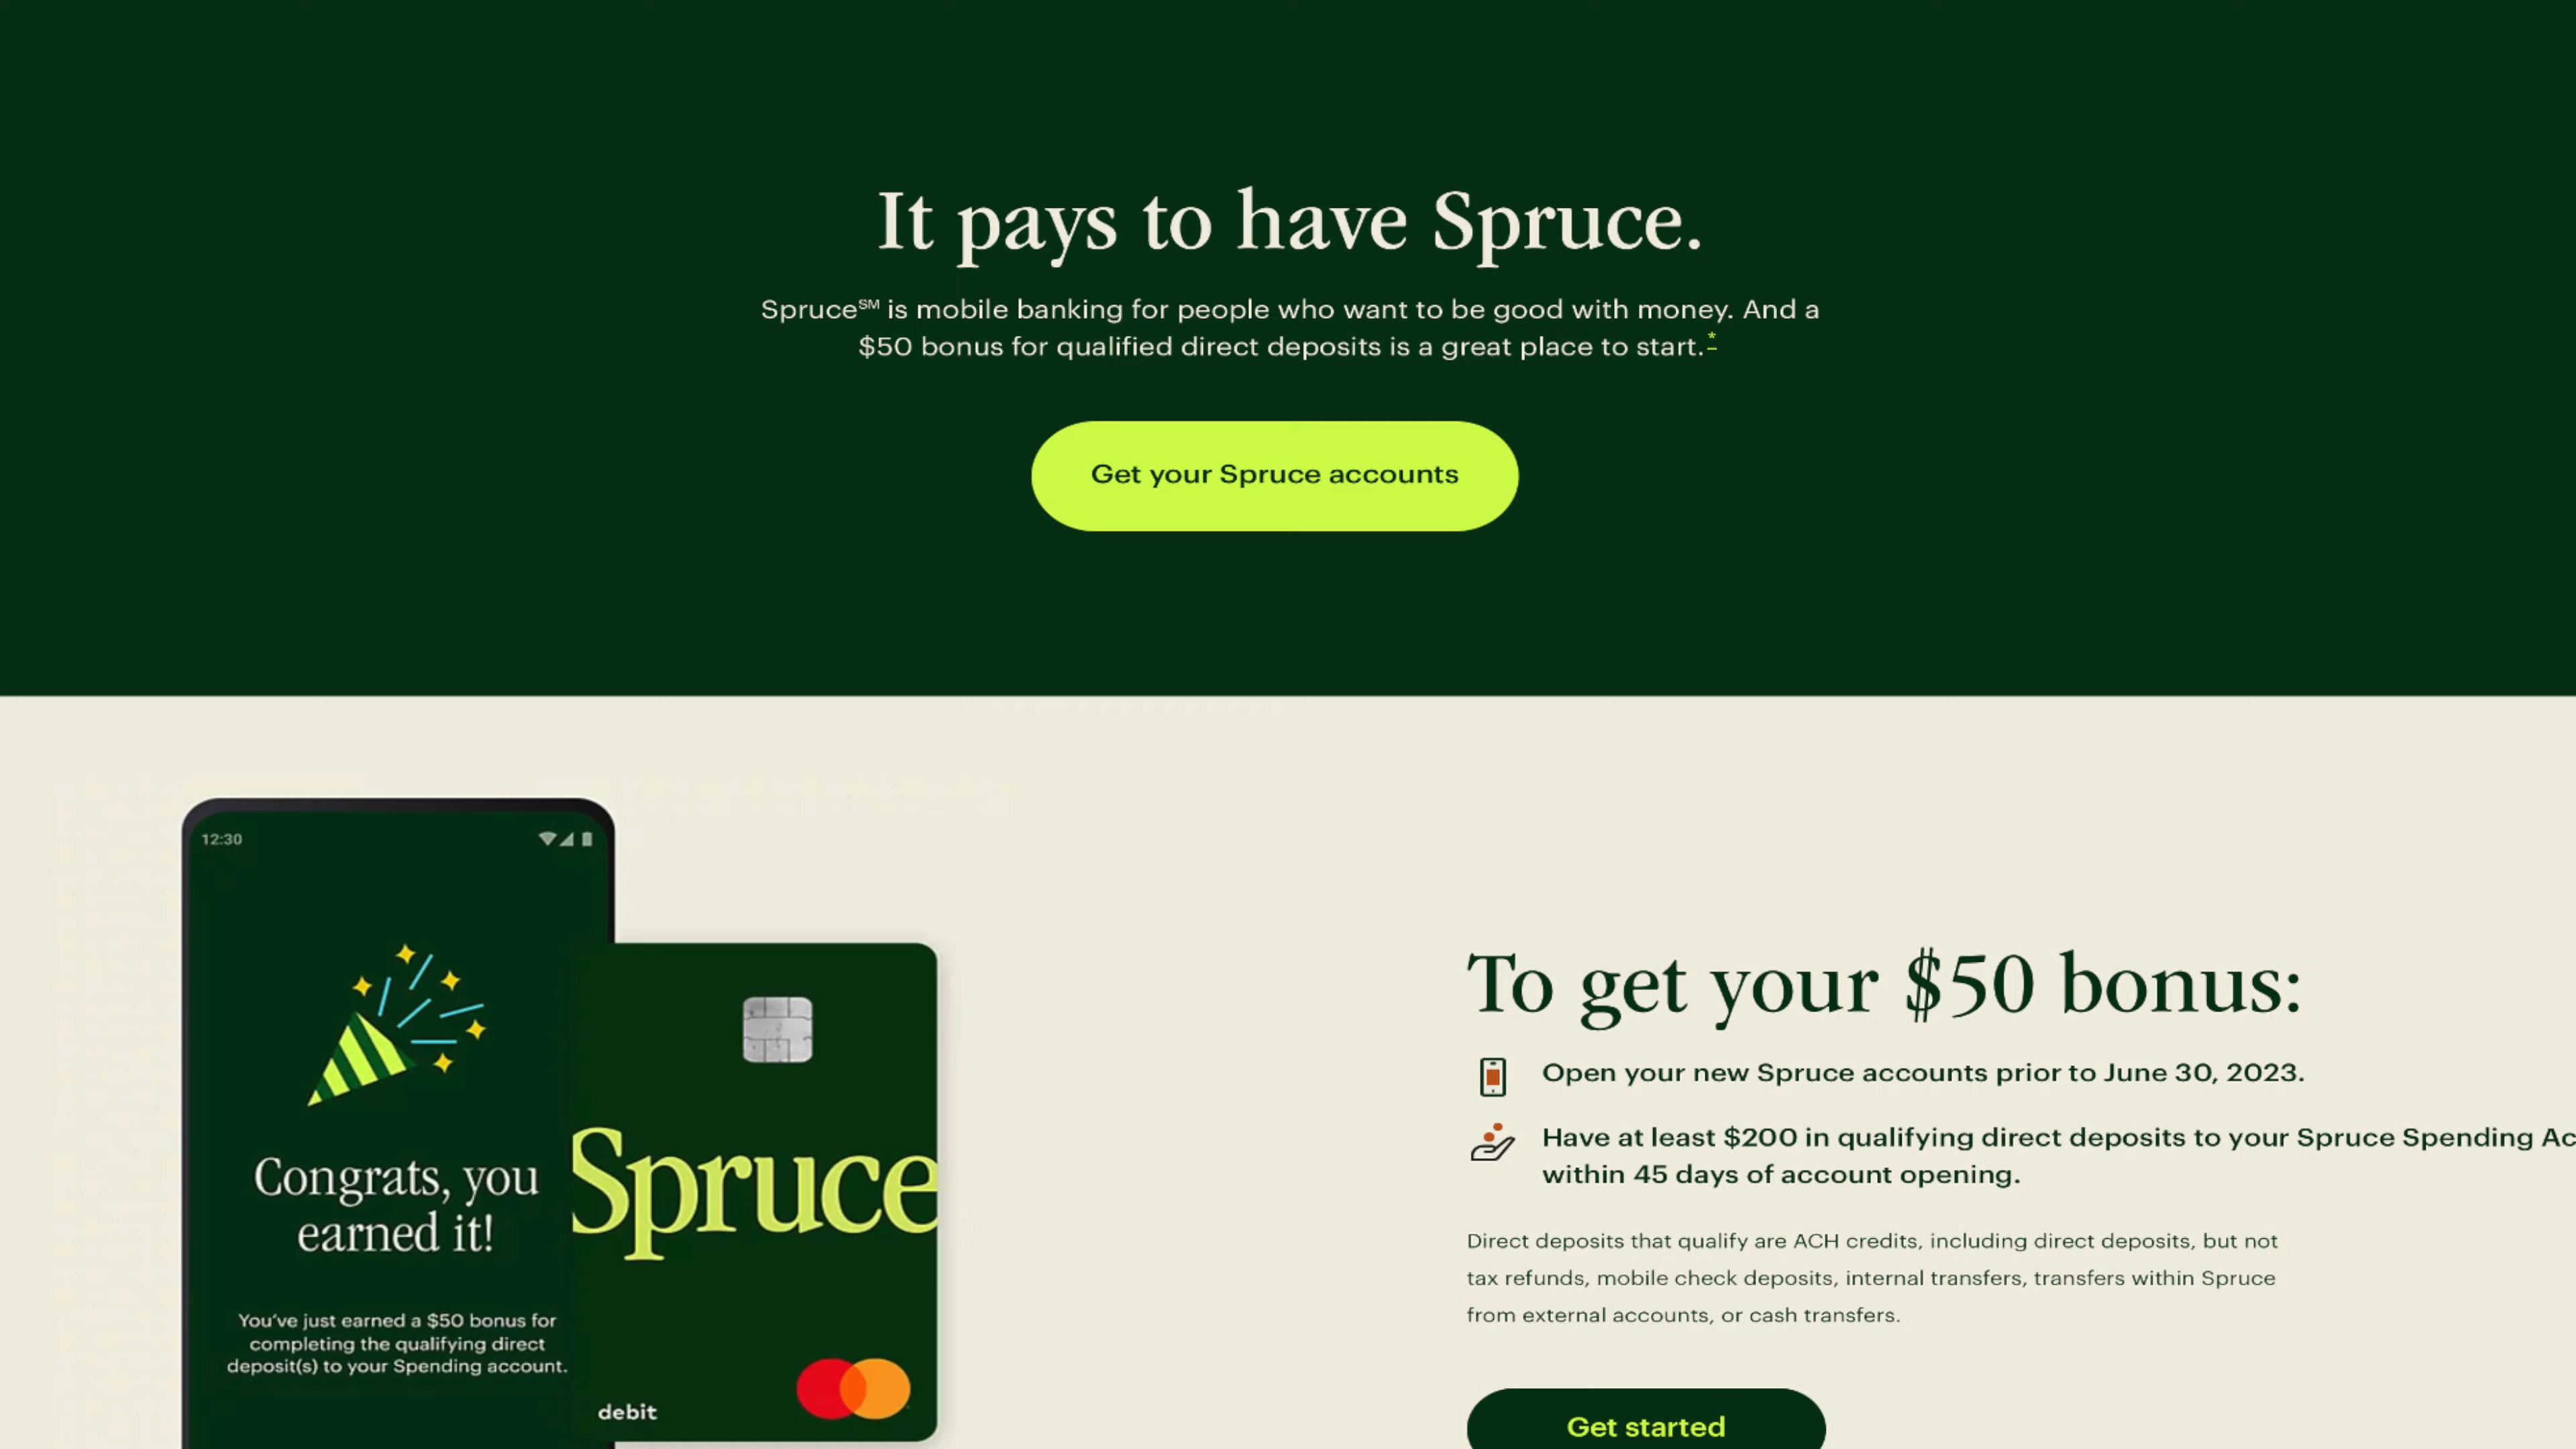 It pays to have Spruce.
Spruce℠ is mobile banking for people who want to be good with money. And a
$50 bonus for qualified direct deposits is a great place to start.*
Get your Spruce accounts
12:30
Congrats, you
earned it!
You've just earned a $50 bonus for
completing the qualifying direct
deposit(s) to your Spending account.
Spruce
debit
To get your $50 bonus:
Open your new Spruce accounts prior to June 30, 2023.
Have at least $200 in qualifying direct deposits to your Spruce Spending Ac
within 45 days of account opening.
Direct deposits that qualify are ACH credits, including direct deposits, but not
tax refunds, mobile check deposits, internal transfers, transfers within Spruce
from external accounts, or cash transfers.
Get started